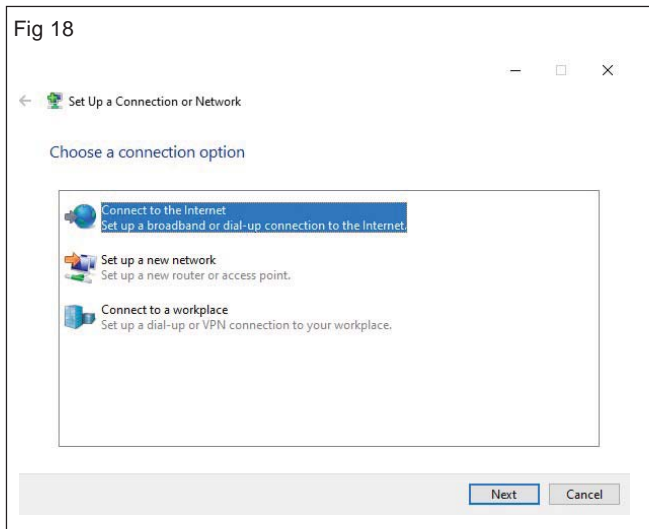 Fig 18
Set Up a Connection or Network
Choose a connection option
Connect to the Internet
Set up a broadband or dial-up connection to the Internet.
Set up a new network
Set up a new router or access point.
Connect to a workplace
Set up a dial-up or VPN connection to your workplace.
Next Cancel